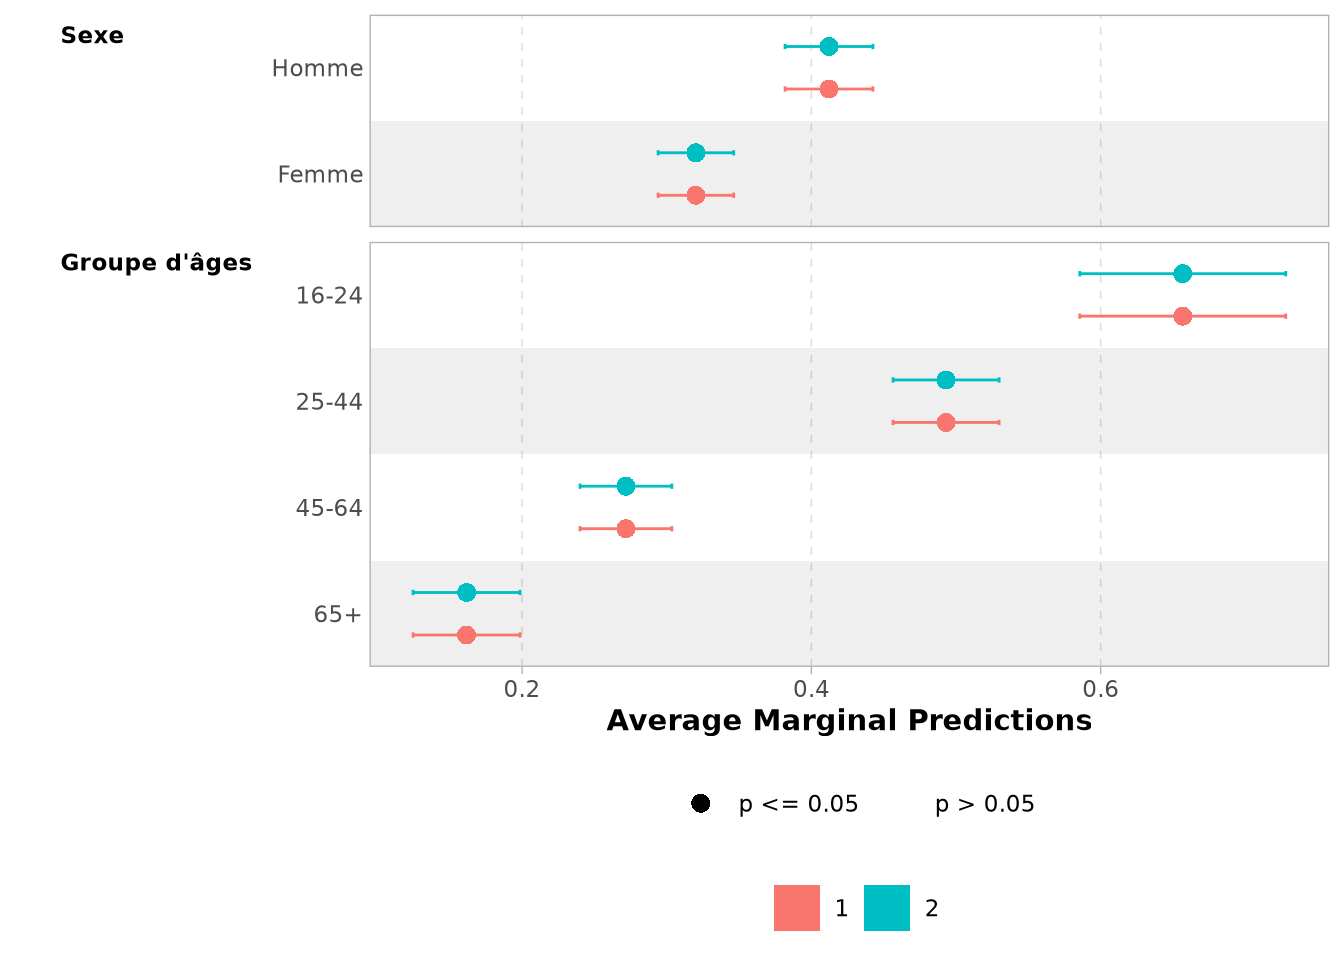 Sexe
Homme
Femme
Groupe d'âges
16-24
25-44
45-64
65+
0.2 0.4 0.6
Average Marginal Predictions
p <= 0.05 p > 0.05
1 2